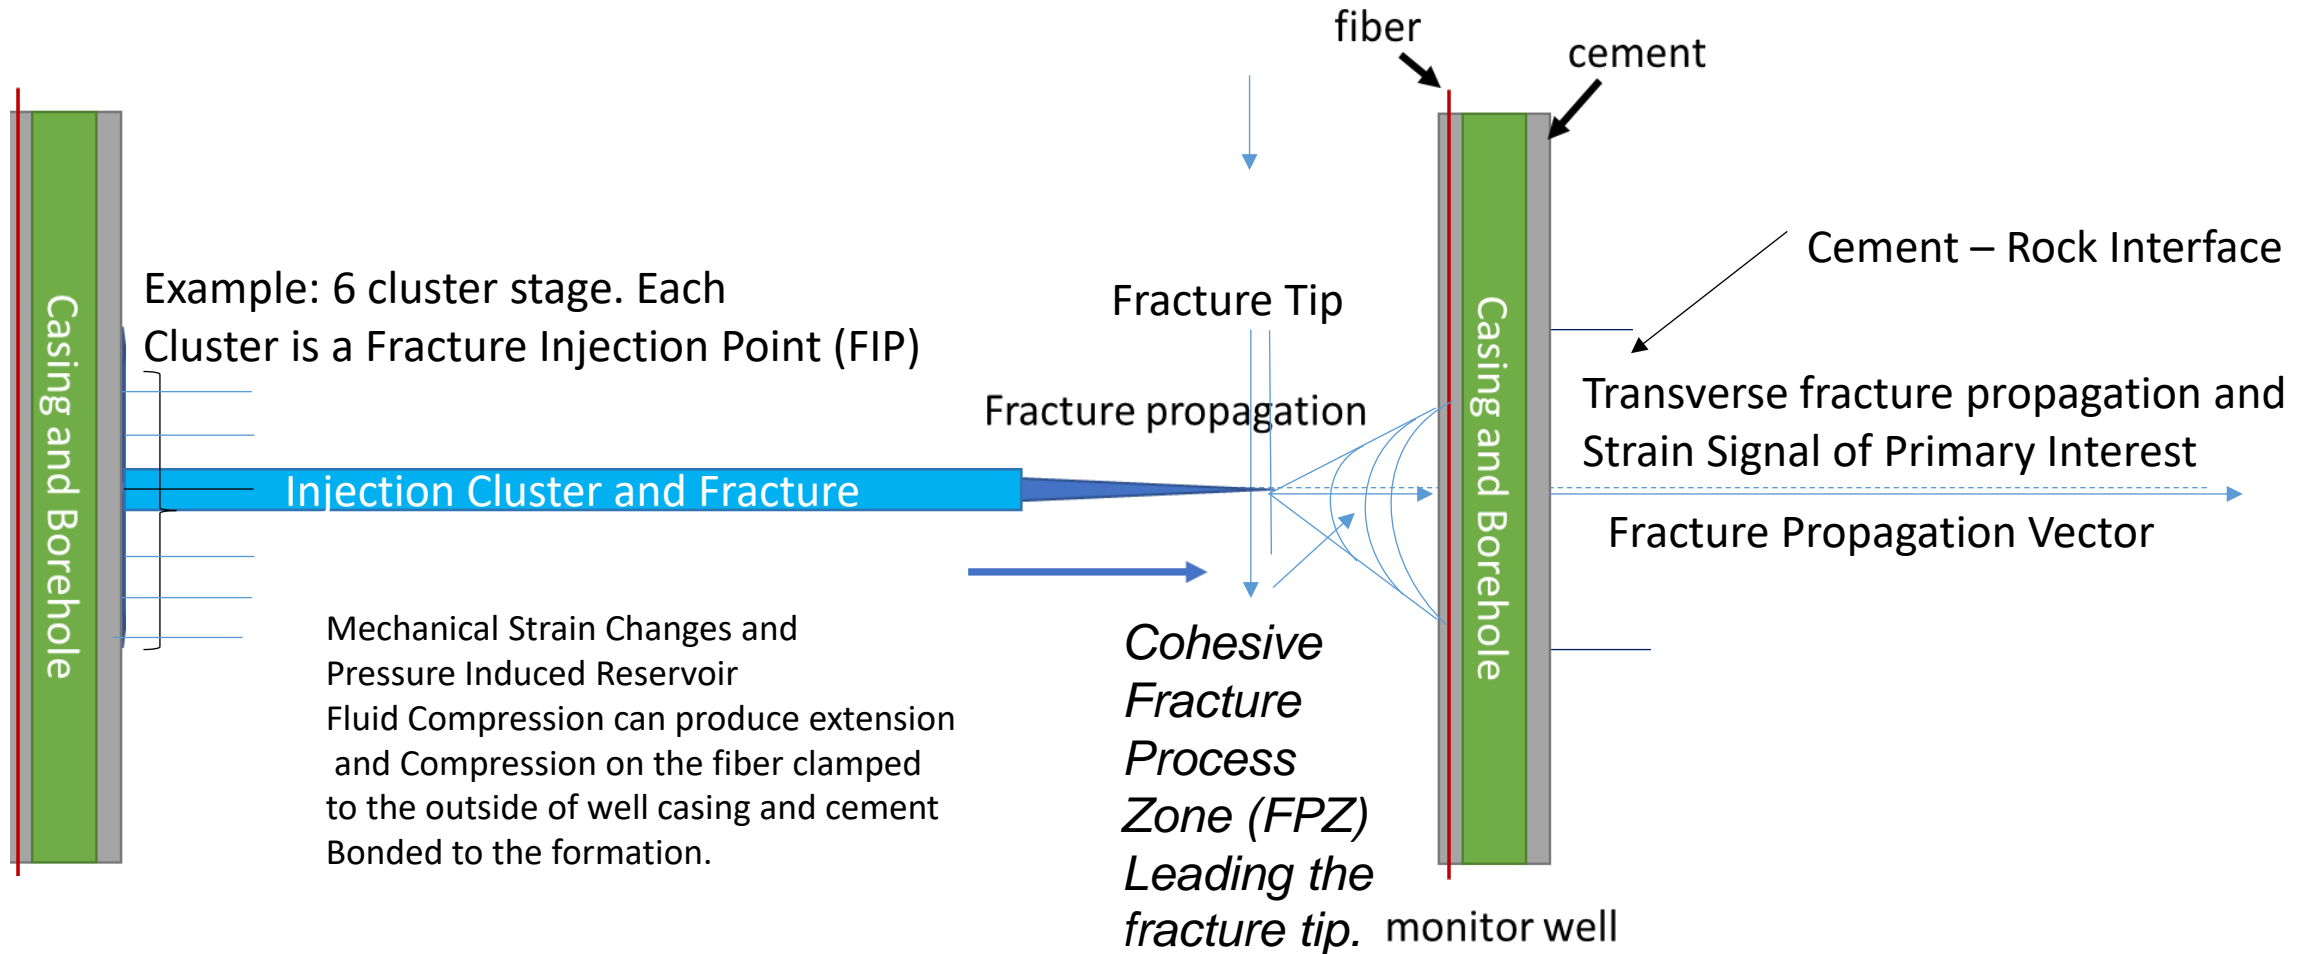 fiber
cement
Casing and Borehole
Example: 6 cluster stage. Each
Cluster is a Fracture Injection Point (FIP)
Injection Cluster and Fracture
Mechanical Strain Changes and
Pressure Induced Reservoir
Fluid Compression can produce extension
and Compression on the fiber clamped
to the outside of well casing and cement
Bonded to the formation.
Fracture Tip
Fracture propagation
Cohesive
Fracture
Process
Zone (FPZ)
Leading the
fracture tip.
Casing and Borehole
monitor well
Cement – Rock Interface
Transverse fracture propagation and
Strain Signal of Primary Interest
Fracture Propagation Vector